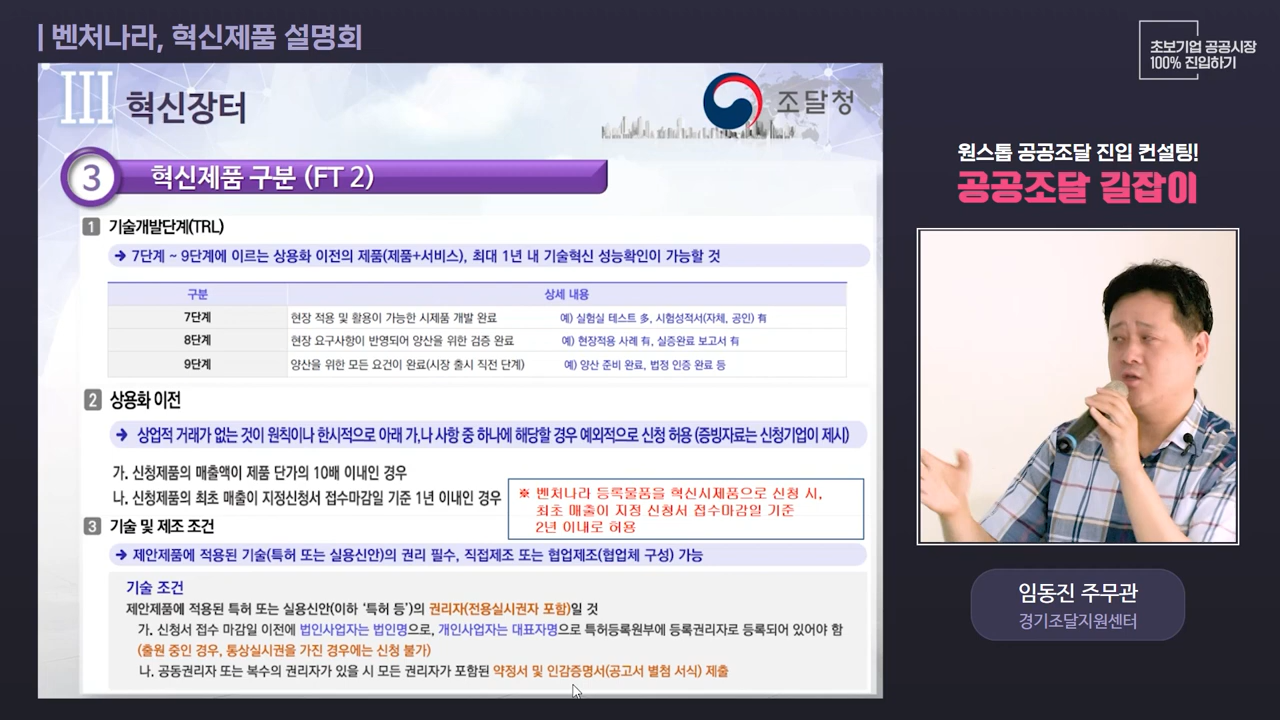 | 벤처나라, 혁신제품 설명회
초보기업 공공시장
100% 진입하기
III 혁신장터
조달청
3 혁신제품 구분 (FT 2)
1 기술개발단계(TRL)
➔ 7단계 ~ 9단계에 이르는 상용화 이전의 제품(제품+서비스), 최대 1년 내 기술혁신 성능확인이 가능할 것
구분 상세 내용
7단계 현장 적용 및 활용이 가능한 시제품 개발 완료 예) 실험실 테스트 多, 시험성적서(자체, 공인) 有
8단계 현장 요구사항이 반영되어 양산을 위한 검증 완료 예) 현장적용 사례 有, 실증완료 보고서 有
9단계 양산을 위한 모든 요건이 완료(시장 출시 직전 단계) 예) 양산 준비 완료, 법정 인증 완료 등
2 상용화 이전
➔ 상업적 거래가 없는 것이 원칙이나 한시적으로 아래 가,나 사항 중 하나에 해당할 경우 예외적으로 신청 허용 (증빙자료는 신청기업이 제시)
가. 신청제품의 매출액이 제품 단가의 10배 이내인 경우
나. 신청제품의 최초 매출이 지정신청서 접수마감일 기준 1년 이내인 경우
※ 벤처나라 등록물품을 혁신시제품으로 신청 시,
최초 매출이 지정 신청서 접수마감일 기준
2년 이내로 허용
3 기술 및 제조 조건
➔ 제안제품에 적용된 기술(특허 또는 실용신안)의 권리 필수, 직접제조 또는 협업제조(협업체 구성) 가능
기술 조건
제안제품에 적용된 특허 또는 실용신안(이하 ‘특허 등’)의 권리자(전용실시권자 포함)일 것
가. 신청서 접수 마감일 이전에 법인사업자는 법인명으로, 개인사업자는 대표자명으로 특허등록원부에 등록권리자로 등록되어 있어야 함
(출원 중인 경우, 통상실시권을 가진 경우에는 신청 불가)
나. 공동권리자 또는 복수의 권리자가 있을 시 모든 권리자가 포함된 약정서 및 인감증명서(공고서 별첨 서식) 제출
원스톱 공공조달 진입 컨설팅!
공공조달 길잡이
임동진 주무관
경기조달지원센터